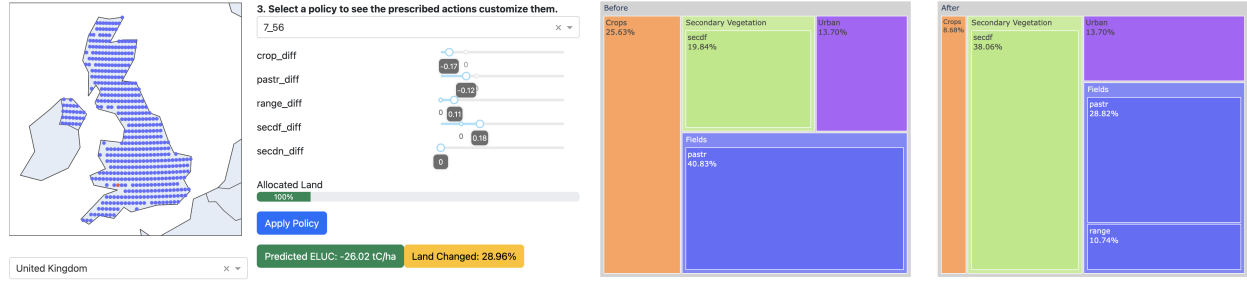 United Kingdom
3. Select a policy to see the prescribed actions customize them.
7_56
crop_diff
-0.17
0
pastr_diff
-0.12
range_diff
0
0.11
secdf_diff
0
0.18
secdn_diff
0
Allocated Land
100%
Apply Policy
Predicted ELUC: -26.02 tC/ha
Land Changed: 28.96%
Before
Crops
25.63%
Secondary Vegetation
secdf
19.84%
Urban
13.70%
Fields
pastr
40.83%
After
Crops
8.68%
Secondary Vegetation
secdf
38.06%
Urban
13.70%
Fields
pastr
28.82%
range
10.74%